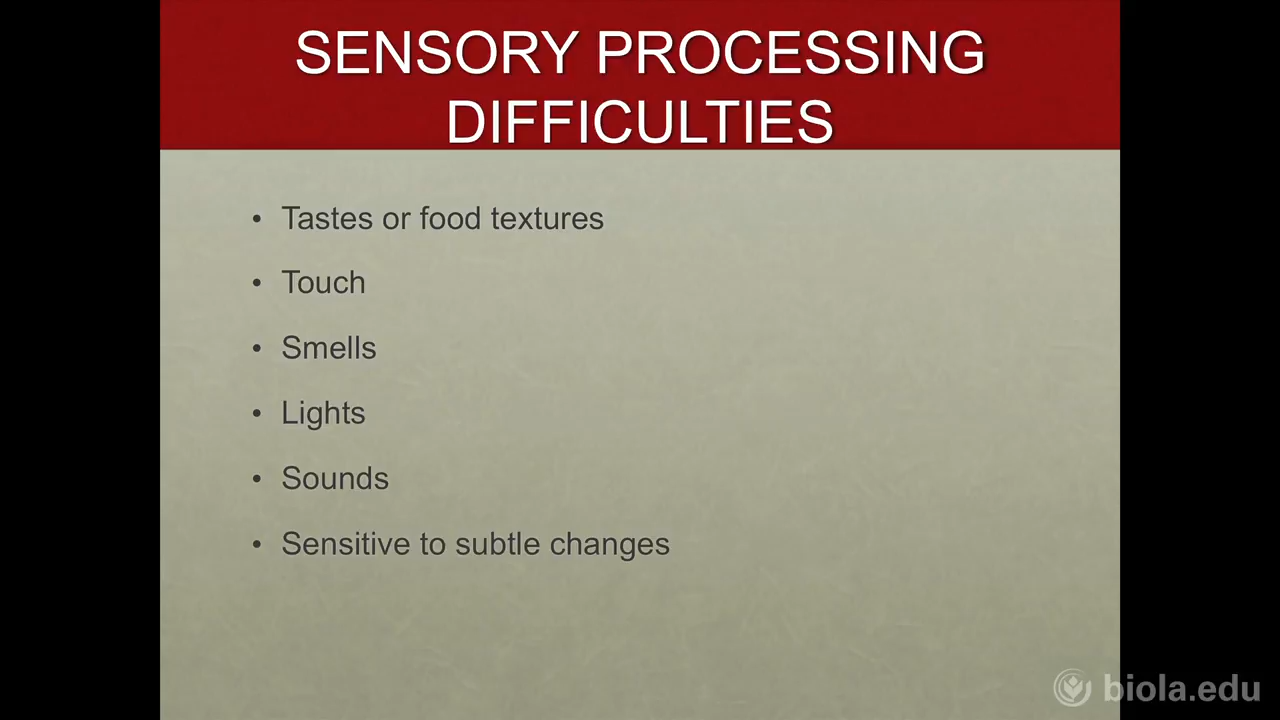 SENSORY PROCESSING
DIFFICULTIES
• Tastes or food textures
• Touch
• Smells
• Lights
• Sounds
• Sensitive to subtle changes
biola.edu